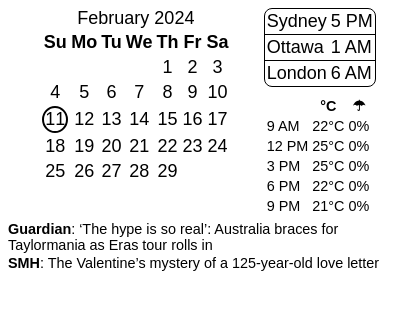 February 2024
Su Mo Tu We Th Fr Sa
1 2 3
4 5 6 7 8 9 10
11 12 13 14 15 16 17
18 19 20 21 22 23 24
25 26 27 28 29
Sydney 5 PM
Ottawa 1 AM
London 6 AM
°C ☂
9 AM 22°C 0%
12 PM 25°C 0%
3 PM 25°C 0%
6 PM 22°C 0%
9 PM 21°C 0%
Guardian: ‘The hype is so real’: Australia braces for
Taylormania as Eras tour rolls in
SMH: The Valentine’s mystery of a 125-year-old love letter